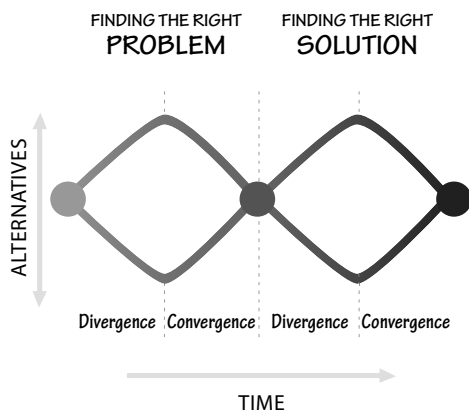 FINDING THE RIGHT
PROBLEM
FINDING THE RIGHT
SOLUTION
ALTERNATIVES
Divergence
Convergence
Divergence
Convergence
TIME